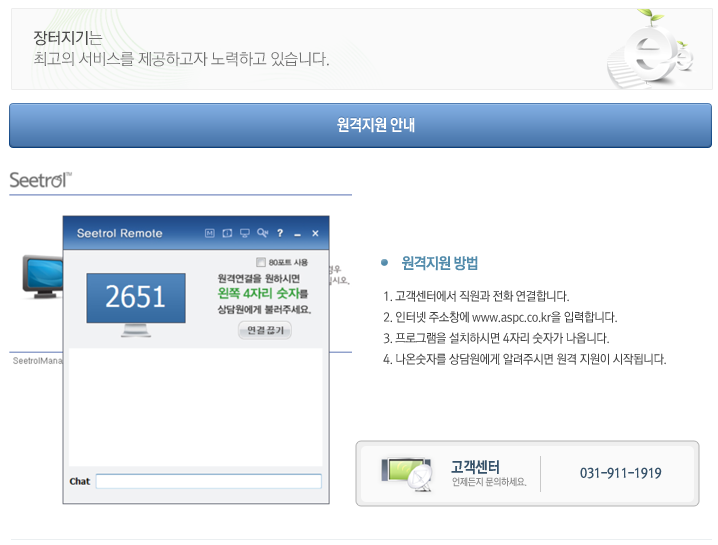 장터지기는
최고의 서비스를 제공하고자 노력하고 있습니다.
원격지원 안내
Seetrol™
Seetrol Remote
80포트 사용
원격연결을 원하시면
왼쪽 4자리 숫자를
상담원에게 불러주세요.
2651
연결 끊기
경우
십시오.
SeetrolMana
Chat
원격지원 방법
1. 고객센터에서 직원과 전화 연결합니다.
2. 인터넷 주소창에 www.aspc.co.kr을 입력합니다.
3. 프로그램을 설치하시면 4자리 숫자가 나옵니다.
4. 나온숫자를 상담원에게 알려주시면 원격 지원이 시작됩니다.
고객센터
언제든지 문의하세요.
031-911-1919